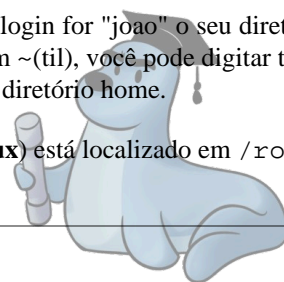 login for "joao" o seu diret
m ~(til), você pode digitar t
diretório home.
ux) está localizado em /ro